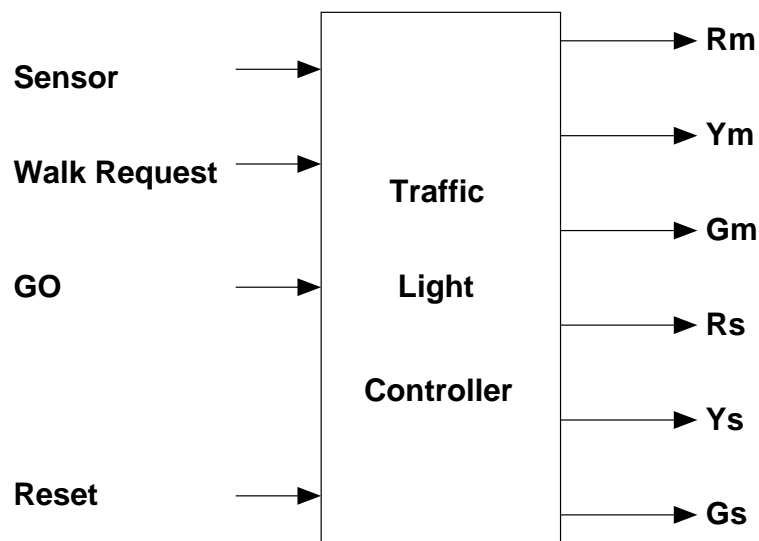 Sensor
Walk Request
GO
Reset
Traffic
Light
Controller
Rm
Ym
Gm
Rs
Ys
Gs